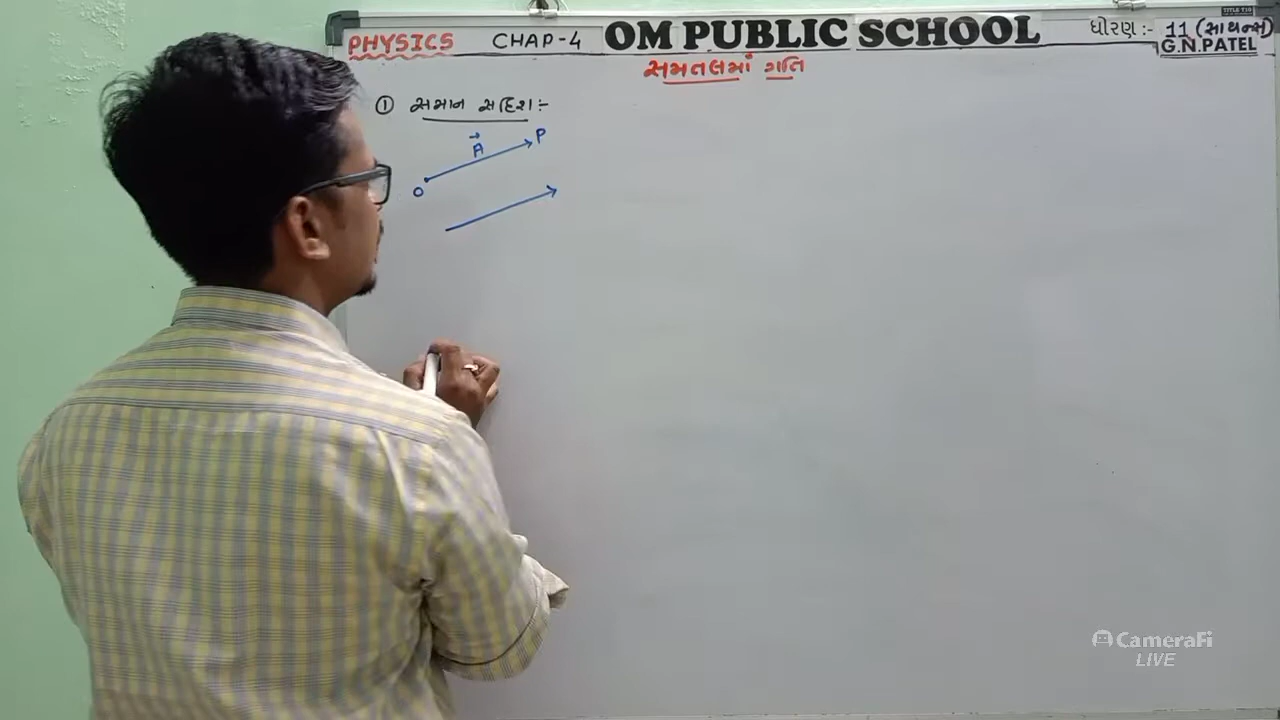 PHYSICS CHAP-4 OM PUBLIC SCHOOL ધોરણ :- 11 (સાયન્સ)
G.N.PATEL
સમતલમાં ગતિ
① સમાન સદિશ :-
A⃗ P
O
CameraFi
LIVE